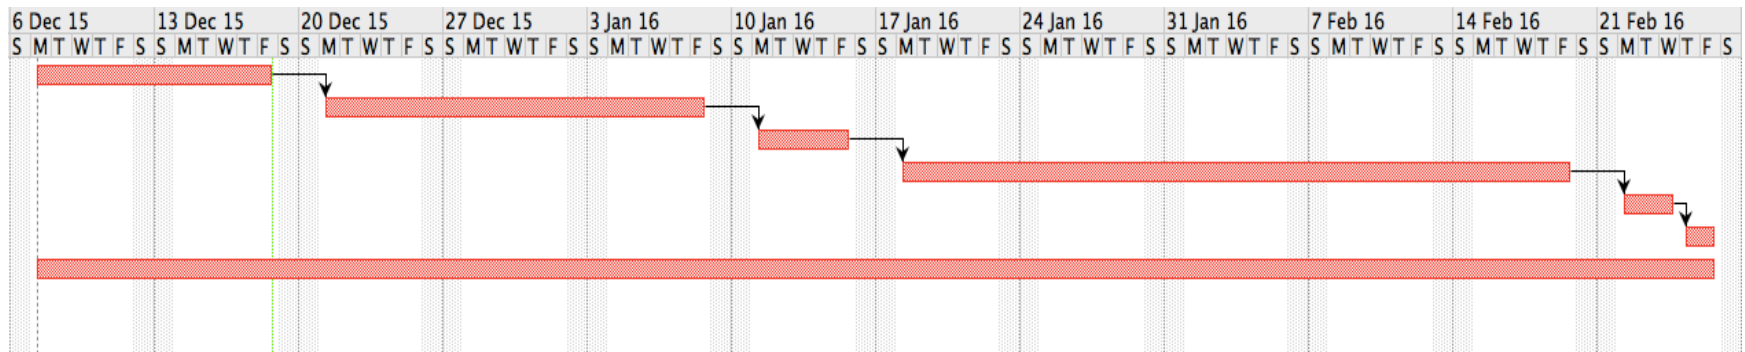 6 Dec 15 13 Dec 15 20 Dec 15 27 Dec 15 3 Jan 16 10 Jan 16 17 Jan 16 24 Jan 16 31 Jan 16 7 Feb 16 14 Feb 16 21 Feb 16
S M T W T F S S M T W T F S S M T W T F S S M T W T F S S M T W T F S S M T W T F S S M T W T F S S M T W T F S S M T W T F S S M T W T F S S M T W T F S S M T W T F S